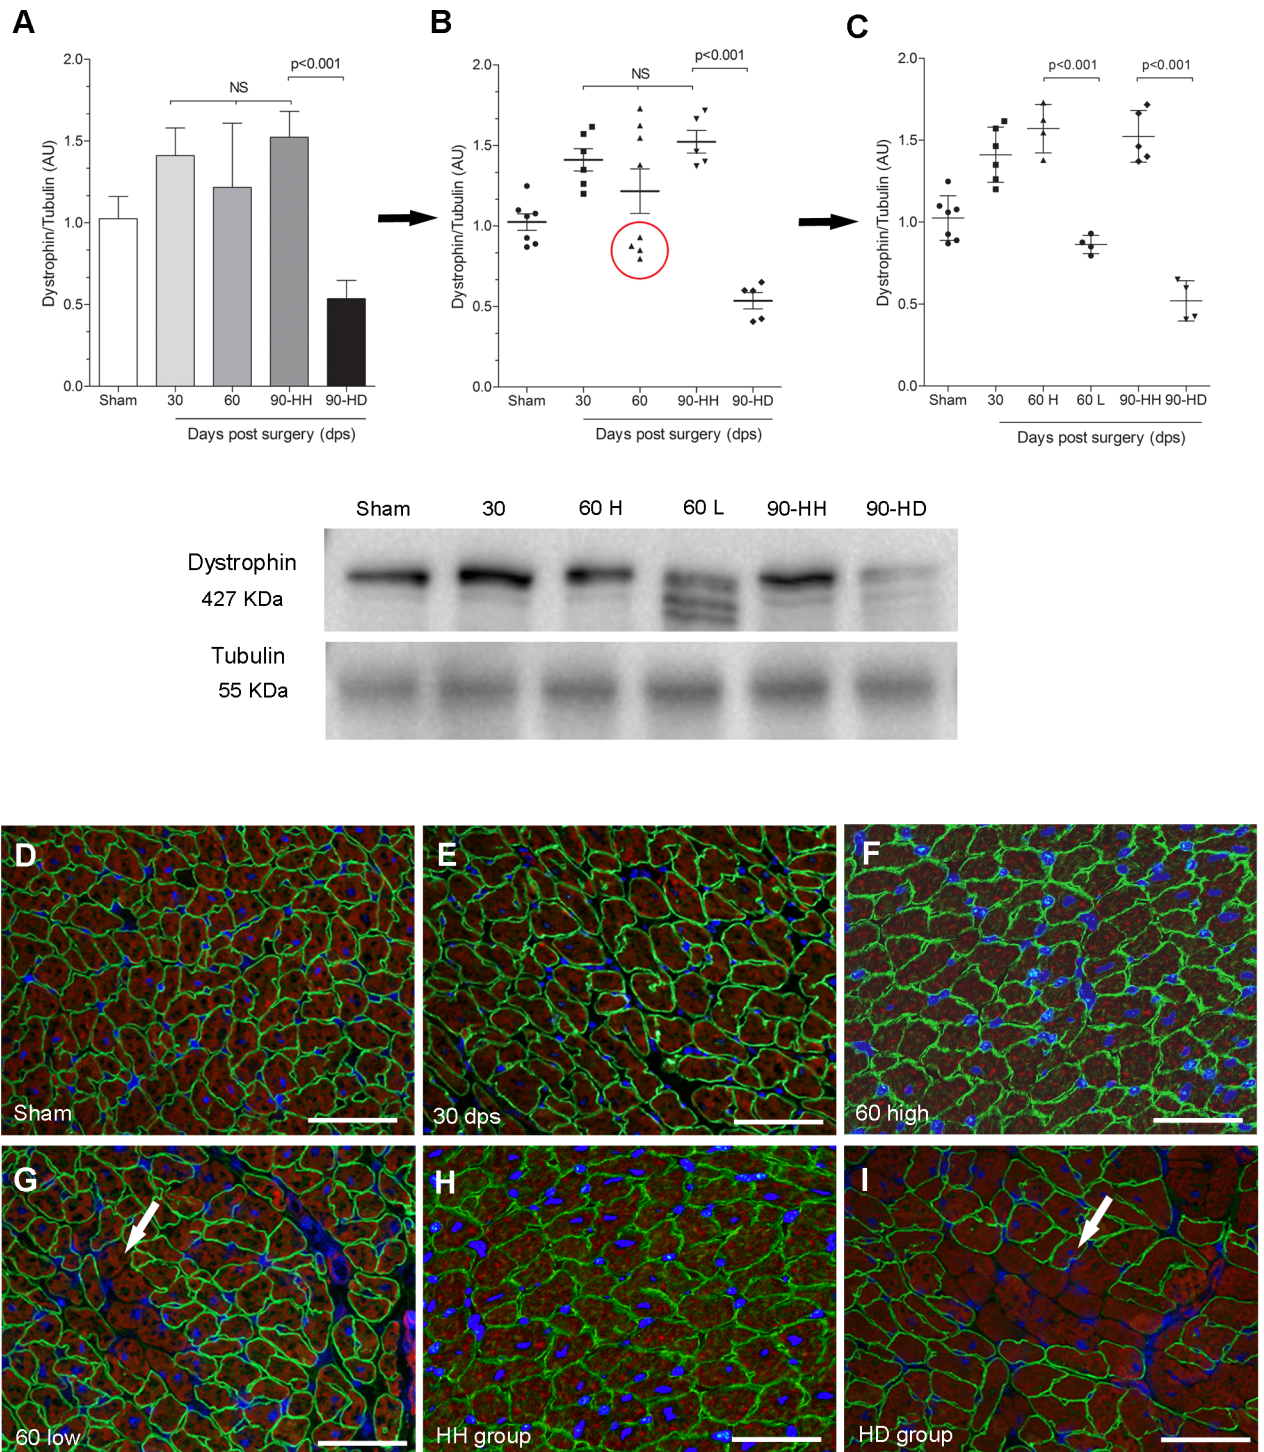 A
B
C
2.0
1.5
1.0
0.5
0.0
Dystrophin/Tubulin (AU)
NS
p<0.001
Sham 30 60 90-HH 90-HD
Days post surgery (dps)
2.0
1.5
1.0
0.5
0.0
Dystrophin/Tubulin (AU)
NS
p<0.001
Sham 30 60 90-HH 90-HD
Days post surgery (dps)
2.0
1.5
1.0
0.5
0.0
Dystrophin/Tubulin (AU)
p<0.001 p<0.001
Sham 30 60 H 60 L 90-HH 90-HD
Days post surgery (dps)
Sham 30 60 H 60 L 90-HH 90-HD
Dystrophin
427 KDa
Tubulin
55 KDa
D
Sham
E
30 dps
F
60 high
G
60 low
H
HH group
I
HD group